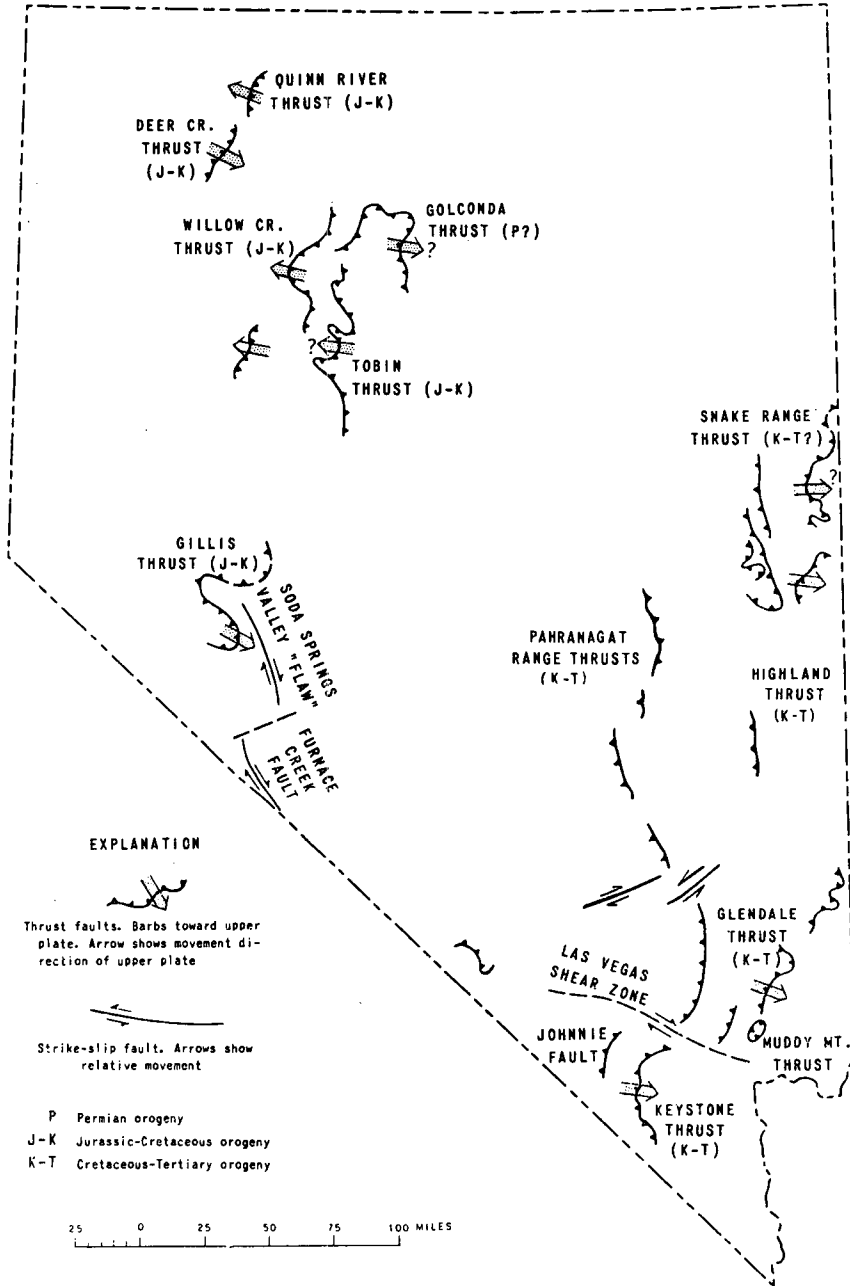 QUINN RIVER
THRUST (J-K)
DEER CR.
THRUST
(J-K)
WILLOW CR.
THRUST (J-K)
GOLCONDA
THRUST (P?)
?
?
TOBIN
THRUST (J-K)
SNAKE RANGE
THRUST (K-T?)
?
GILLIS
THRUST (J-K)
SODA SPRINGS
VALLEY "FLAW"
PAHRANAGAT
RANGE THRUSTS
(K-T)
HIGHLAND
THRUST
(K-T)
FURNACE
CREEK
FAULT
EXPLANATION
Thrust faults. Barbs toward upper
plate. Arrow shows movement di-
rection of upper plate
Strike-slip fault. Arrows show
relative movement
GLENDALE
THRUST
(K-T)
LAS VEGAS
SHEAR ZONE
JOHNNIE
FAULT
MUDDY MT.
THRUST
KEYSTONE
THRUST
(K-T)
P Permian orogeny
J-K Jurassic-Cretaceous orogeny
K-T Cretaceous-Tertiary orogeny
25 0 25 50 75 100 MILES